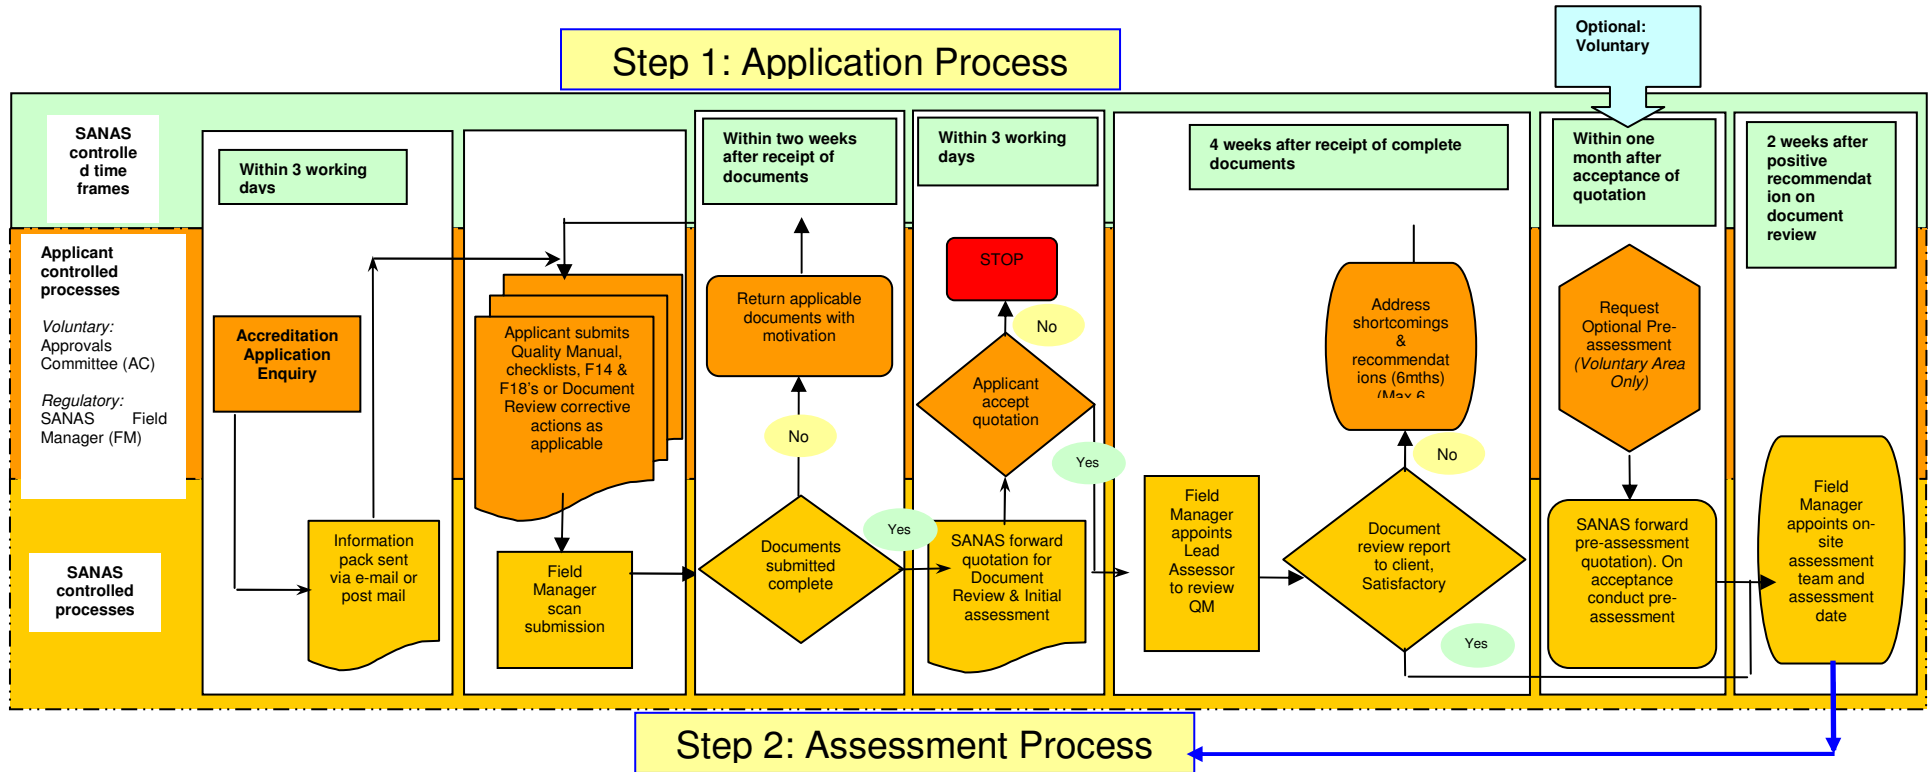 Optional:
Voluntary
Step 1: Application Process
SANAS
controlle
d time
frames
Within 3 working
days
Within two weeks
after receipt of
documents
Within 3 working
days
4 weeks after receipt of complete
documents
Within one
month after
acceptance of
quotation
2 weeks after
positive
recommendat
ion on
document
review
Applicant
controlled
processes
Voluntary:
Approvals
Committee (AC)
Regulatory:
SANAS Field
Manager (FM)
SANAS
controlled
processes
Accreditation
Application
Enquiry
Information
pack sent
via e-mail or
post mail
Applicant submits
Quality Manual,
checklists, F14 &
F18's or Document
Review corrective
actions as
applicable
Field
Manager
scan
submission
Return applicable
documents with
motivation
No
Documents
submitted
complete
Yes
STOP
No
Applicant
accept
quotation
Yes
SANAS forward
quotation for
Document
Review & Initial
assessment
Field
Manager
appoints
Lead
Assessor
to review
QM
Address
shortcomings
&
recommendat
ions (6mths)
(Max 6
No
Document
review report
to client,
Satisfactory
Yes
Request
Optional Pre-
assessment
(Voluntary Area
Only)
SANAS forward
pre-assessment
quotation). On
acceptance
conduct pre-
assessment
Field
Manager
appoints on-
site
assessment
team and
assessment
date
Step 2: Assessment Process